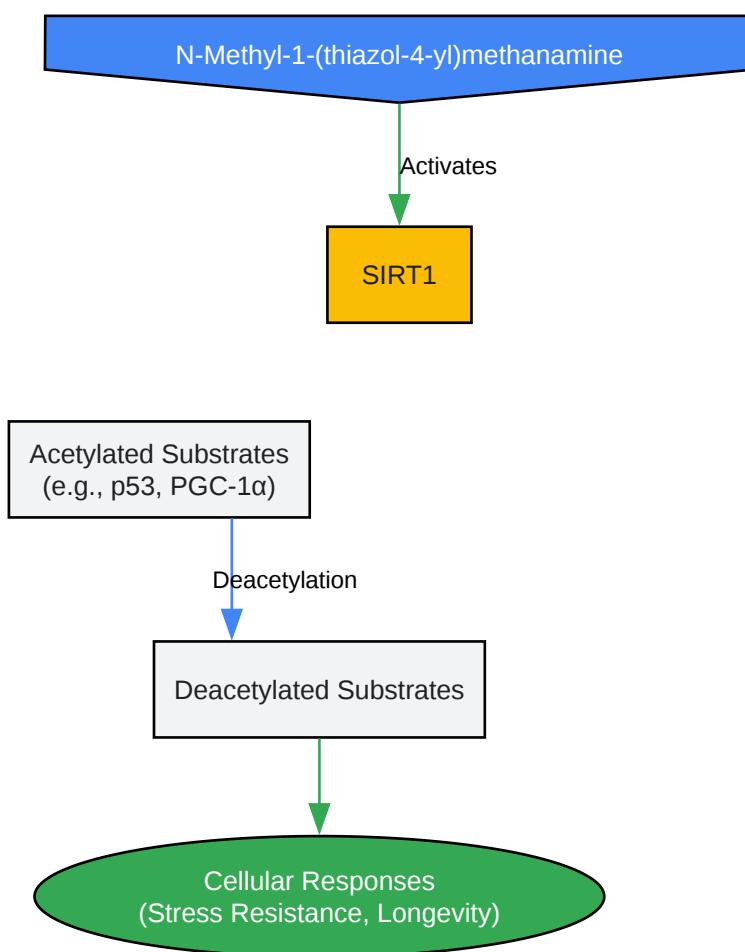 N-Methyl-1-(thiazol-4-yl)methanamine
Activates
SIRT1
Acetylated Substrates
(e.g., p53, PGC-1α)
Deacetylation
Deacetylated Substrates
Cellular Responses
(Stress Resistance, Longevity)